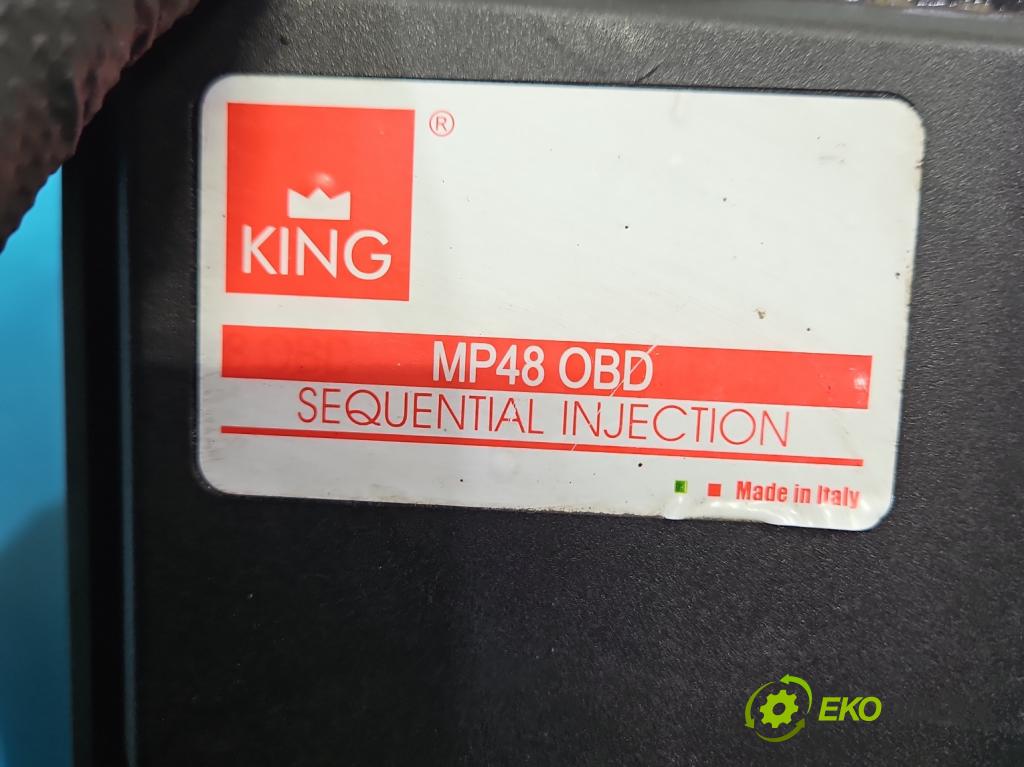 ®
KING
MP48 OBD
SEQUENTIAL INJECTION
Made in Italy
EKO